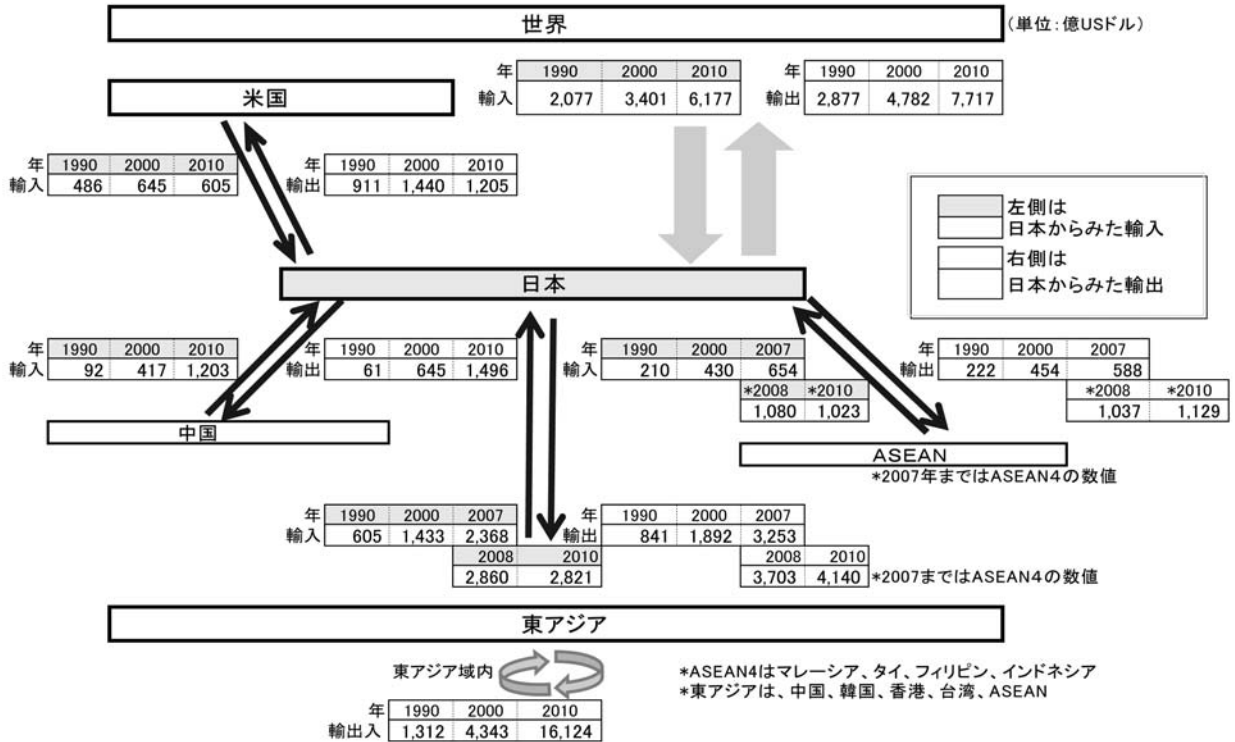 世界
(単位:億USドル)
米国
年 1990 2000 2010
輸入 2,077 3,401 6,177
年 1990 2000 2010
輸出 2,877 4,782 7,717
年 1990 2000 2010
輸入 486 645 605
年 1990 2000 2010
輸出 911 1,440 1,205
左側は
日本からみた輸入
右側は
日本からみた輸出
日本
年 1990 2000 2010
輸入 92 417 1,203
年 1990 2000 2010
輸出 61 645 1,496
年 1990 2000 2007
輸入 210 430 654
*2008 *2010
1,080 1,023
年 1990 2000 2007
輸出 222 454 588
*2008 *2010
1,037 1,129
中国
ASEAN
*2007年まではASEAN4の数値
年 1990 2000 2007
輸入 605 1,433 2,368
2008 2010
2,860 2,821
年 1990 2000 2007
輸出 841 1,892 3,253
2008 2010
3,703 4,140
*2007まではASEAN4の数値
東アジア
東アジア域内
年 1990 2000 2010
輸出入 1,312 4,343 16,124
*ASEAN4はマレーシア、タイ、フィリピン、インドネシア
*東アジアは、中国、韓国、香港、台湾、ASEAN